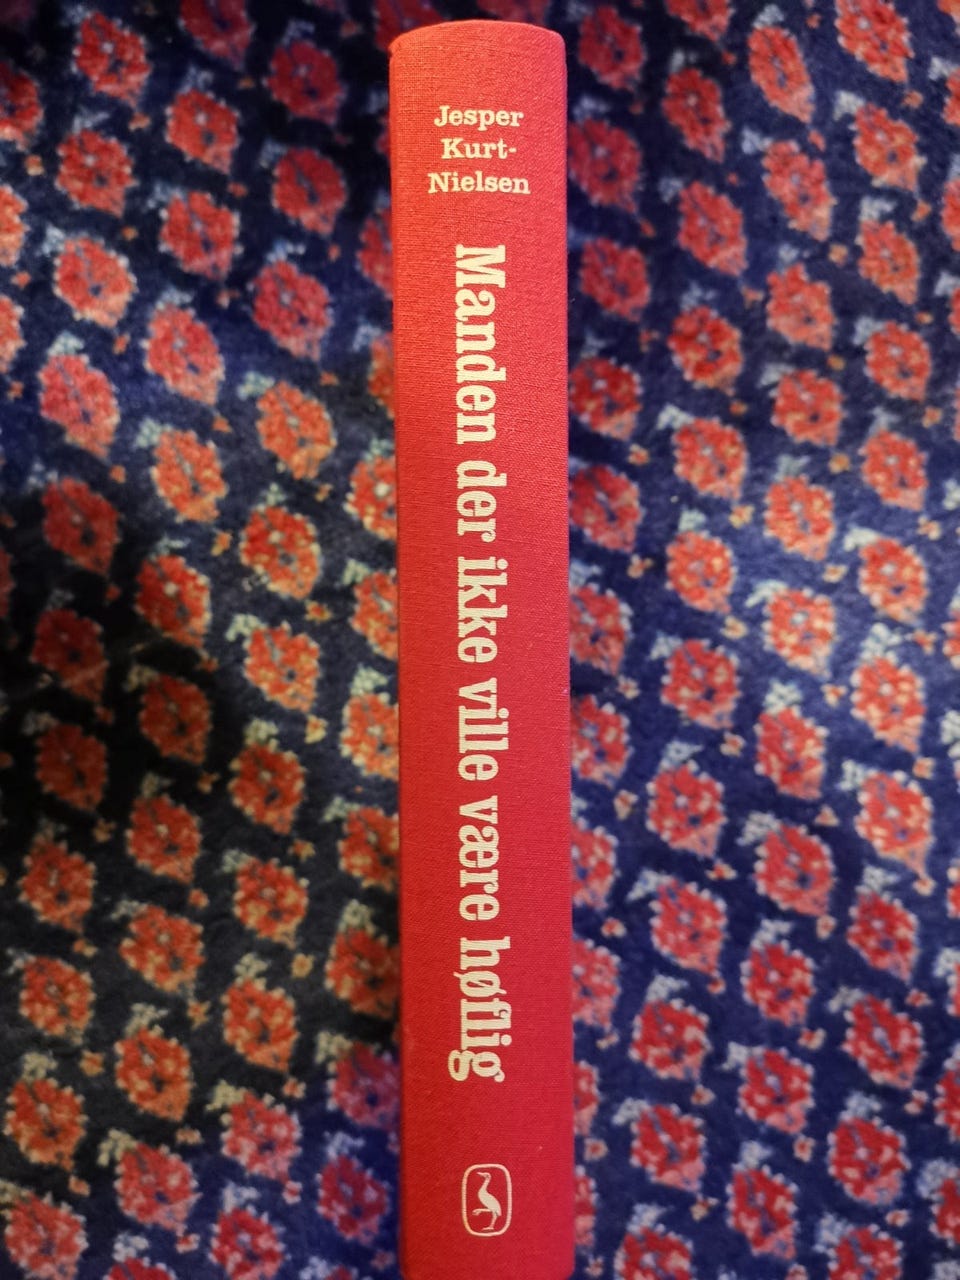 Jesper
Kurt-
Nielsen
Manden der ikke ville være høflig